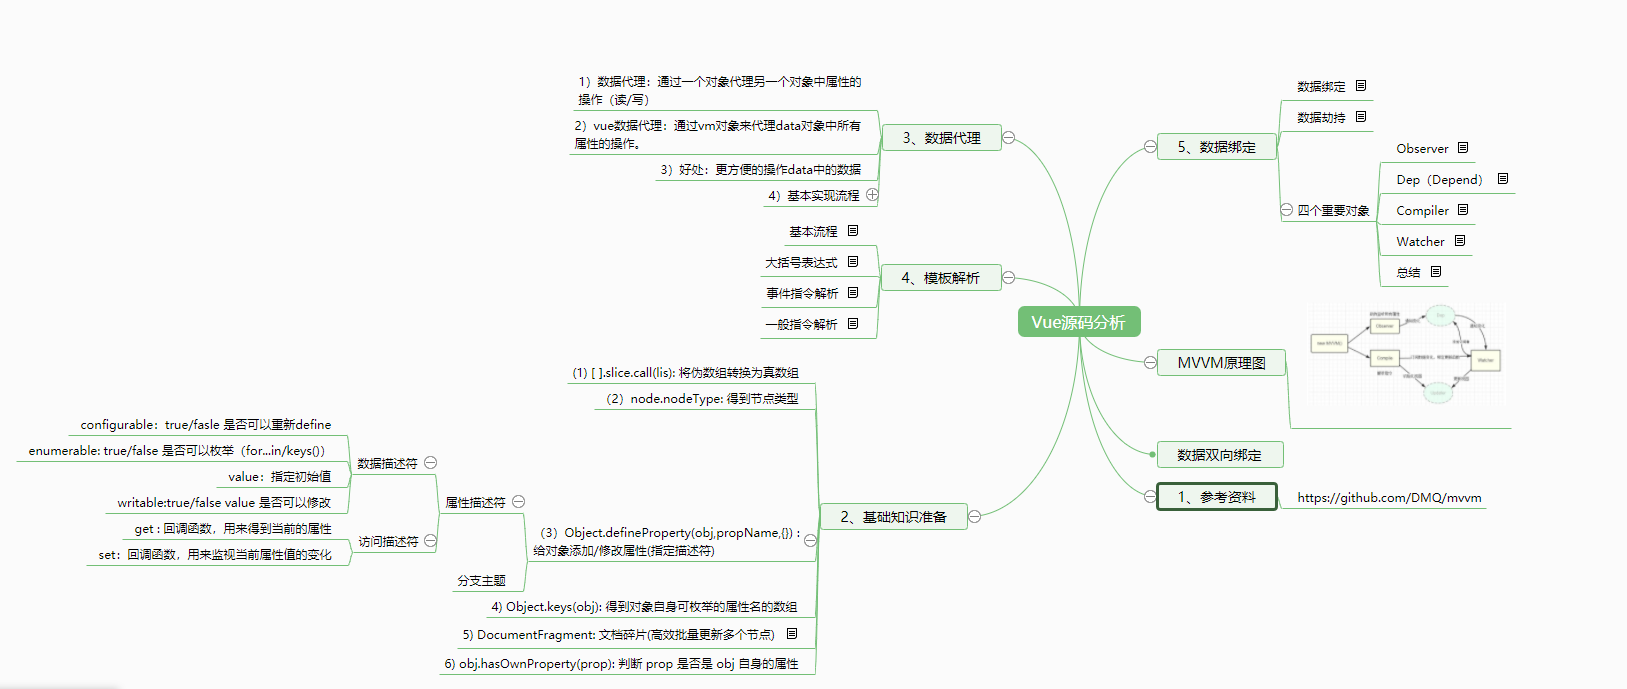 Vue源码分析
1、参考资料
https://github.com/DMQ/mvvm
2、基础知识准备
(1) [ ].slice.call(lis): 将伪数组转换为真数组
（2）node.nodeType: 得到节点类型
（3）Object.defineProperty(obj,propName,{})：
给对象添加/修改属性(指定描述符)
属性描述符
数据描述符
configurable：true/fasle 是否可以重新define
enumerable: true/false 是否可以枚举（for...in/keys()）
value：指定初始值
writable:true/false value 是否可以修改
访问描述符
get : 回调函数，用来得到当前的属性
set：回调函数，用来监视当前属性值的变化
分支主题
4) Object.keys(obj): 得到对象自身可枚举的属性名的数组
5) DocumentFragment: 文档碎片(高效批量更新多个节点)
6) obj.hasOwnProperty(prop): 判断 prop 是否是 obj 自身的属性
3、数据代理
1）数据代理：通过一个对象代理另一个对象中属性的
操作（读/写）
2）vue数据代理：通过vm对象来代理data对象中所有
属性的操作。
3）好处：更方便的操作data中的数据
4）基本实现流程
4、模板解析
基本流程
大括号表达式
事件指令解析
一般指令解析
5、数据绑定
数据绑定
数据劫持
四个重要对象
Observer
Dep（Depend）
Compiler
Watcher
总结
MVVM原理图
new MVVM()
Observer
Dep
Compile
Watcher
数据双向绑定